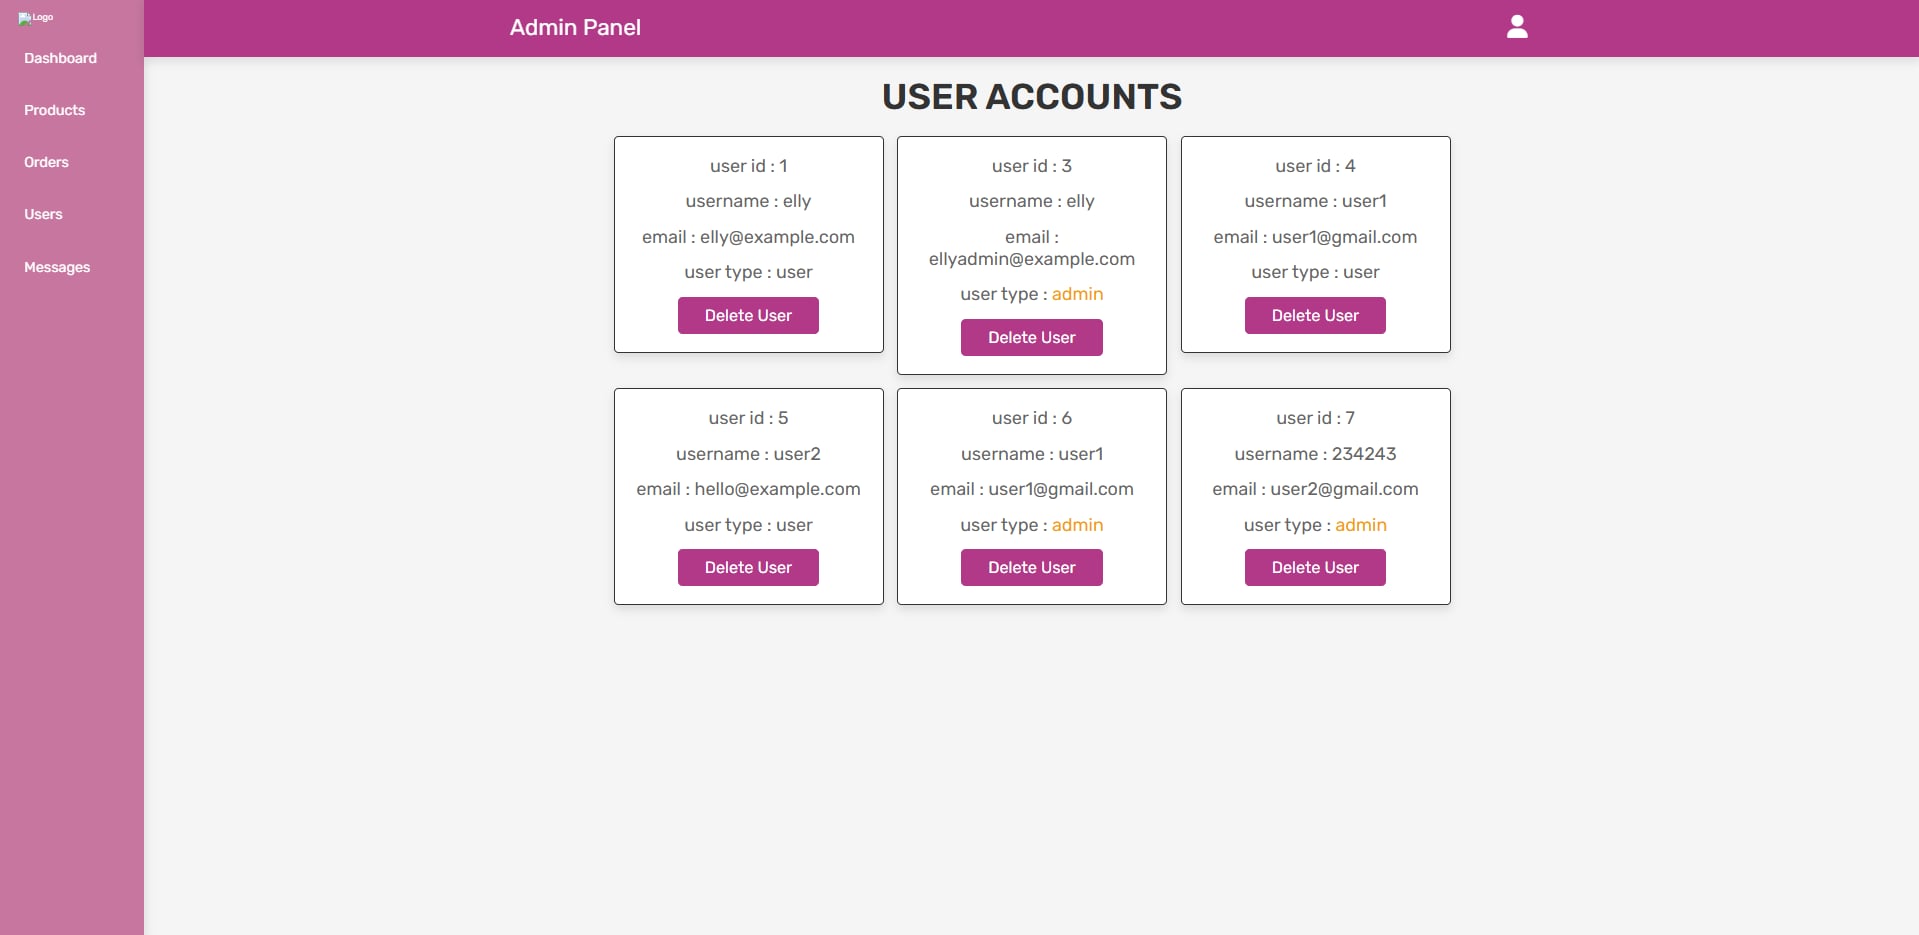 Logo
Dashboard
Products
Orders
Users
Messages
Admin Panel
USER ACCOUNTS
user id : 1
username : elly
email : elly@example.com
user type : user
Delete User
user id : 3
username : elly
email :
ellyadmin@example.com
user type : admin
Delete User
user id : 4
username : user1
email : user1@gmail.com
user type : user
Delete User
user id : 5
username : user2
email : hello@example.com
user type : user
Delete User
user id : 6
username : user1
email : user1@gmail.com
user type : admin
Delete User
user id : 7
username : 234243
email : user2@gmail.com
user type : admin
Delete User